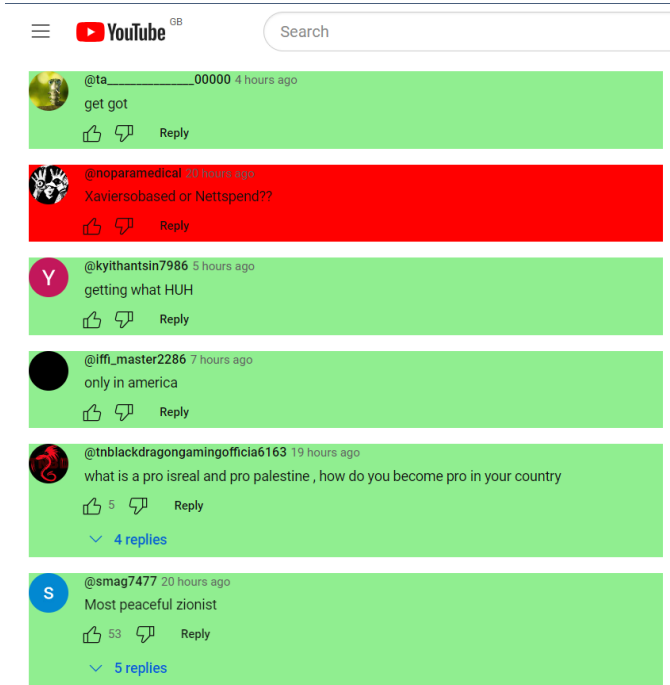 YouTube GB
Search
@ta_______________00000 4 hours ago
get got
Reply
@noparamedical 20 hours ago
Xaviersobased or Nettspend??
Reply
Y
@kyithantsin7986 5 hours ago
getting what HUH
Reply
@iffi_master2286 7 hours ago
only in america
Reply
@tnblackdragongamingofficia6163 19 hours ago
what is a pro isreal and pro palestine , how do you become pro in your country
5 Reply
4 replies
S
@smag7477 20 hours ago
Most peaceful zionist
53 Reply
5 replies